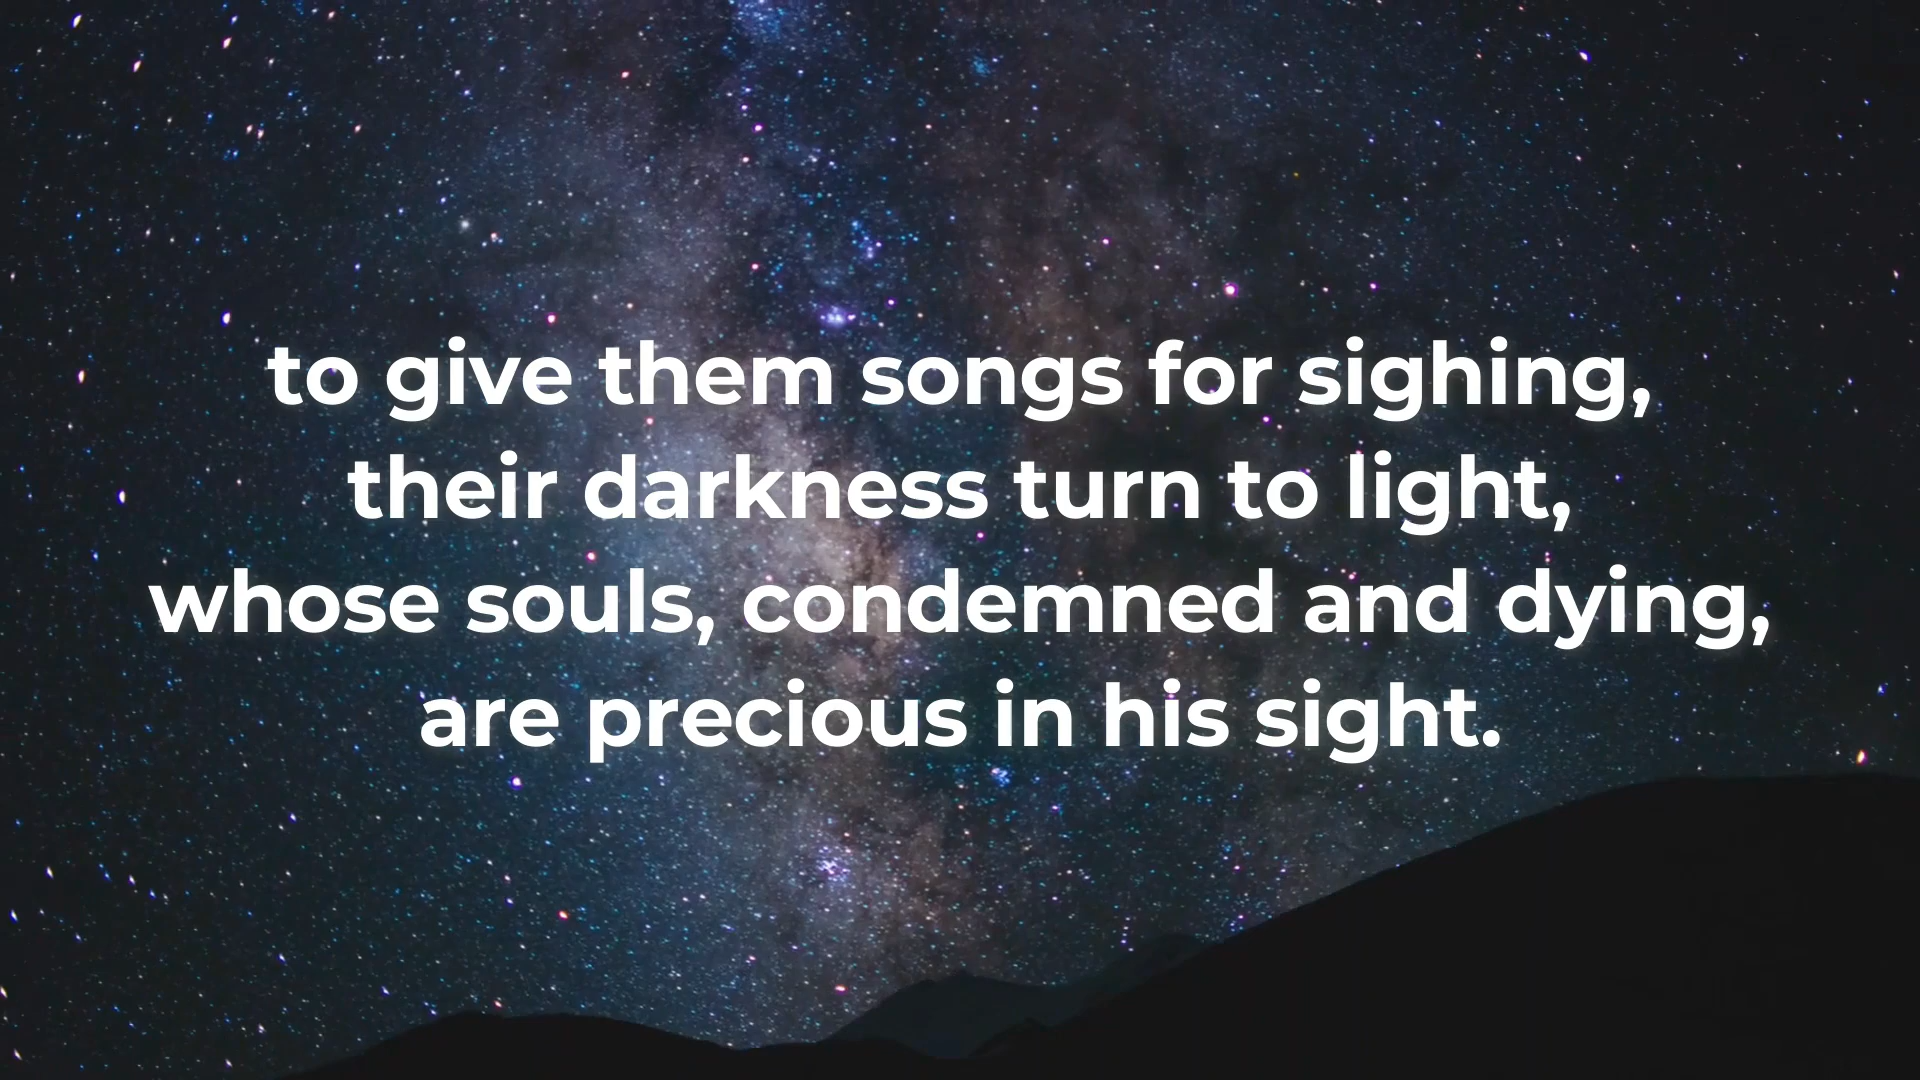 to give them songs for sighing,
their darkness turn to light,
whose souls, condemned and dying,
are precious in his sight.